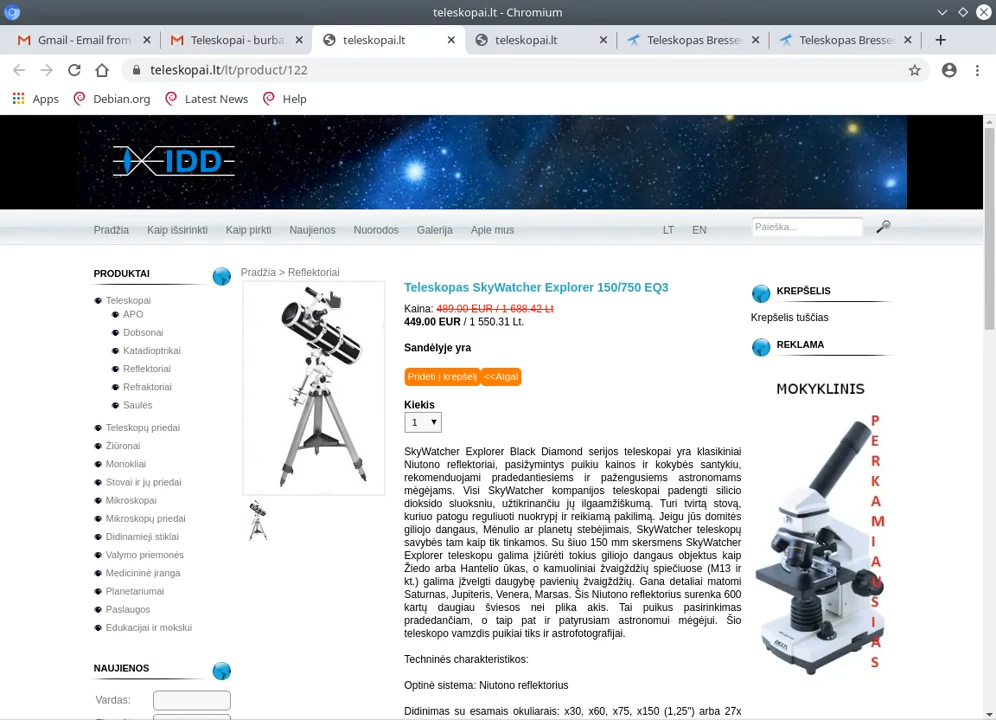 teleskopai.lt - Chromium
Gmail - Email from
Teleskopai - burba.
teleskopai.lt
teleskopai.lt
Teleskopas Bresser
Teleskopas Bresser
teleskopai.lt/lt/product/122
Apps
Debian.org
Latest News
Help
IDD
Pradžia
Kaip išsirinkti
Kaip pirkti
Naujienos
Nuorodos
Galerija
Apie mus
LT
EN
Paieška...
PRODUKTAI
Teleskopai
APO
Dobsonai
Katadioptrikai
Reflektoriai
Refraktoriai
Saulės
Teleskopų priedai
Žiūronai
Monokliai
Stovai ir jų priedai
Mikroskopai
Mikroskopų priedai
Didinamieji stiklai
Valymo priemonės
Medicininė įranga
Planetariumai
Paslaugos
Edukacijai ir mokslui
NAUJIENOS
Vardas:
Pradžia > Reflektoriai
Teleskopas SkyWatcher Explorer 150/750 EQ3
Kaina: 489.00 EUR / 1 688.42 Lt
449.00 EUR / 1 550.31 Lt.
Sandėlyje yra
Pridėti į krepšelį <<Atgal
Kiekis
1
SkyWatcher Explorer Black Diamond serijos teleskopai yra klasikiniai
Niutono reflektoriai, pasižymintys puikiu kainos ir kokybės santykiu,
rekomenduojami pradedantiesiems ir pažengusiems astronomams
mėgėjams. Visi SkyWatcher kompanijos teleskopai padengti silicio
dioksido sluoksniu, užtikrinančiu jų ilgaamžiškumą. Turi tvirtą stovą,
kuriuo patogu reguliuoti nuokrypį ir reikiamą pakilimą. Jeigu jūs domitės
giliojo dangaus, Mėnulio ar planetų stebėjimais, SkyWatcher teleskopų
savybės tam kaip tik tinkamos. Su šiuo 150 mm skersmens SkyWatcher
Explorer teleskopu galima įžiūrėti tokius giliojo dangaus objektus kaip
Žiedo arba Hantelio ūkas, o kamuoliniai žvaigždžių spiečiuose (M13 ir
kt.) galima įžvelgti daugybę pavienių žvaigždžių. Gana detaliai matomi
Saturnas, Jupiteris, Venera, Marsas. Šis Niutono reflektorius surenka 600
kartų daugiau šviesos nei plika akis. Tai puikus pasirinkimas
pradedančiam, o taip pat ir patyrusiam astronomui mėgėjui. Šio
teleskopo vamzdis puikiai tiks ir astrofotografijai.
Techninės charakteristikos:
Optinė sistema: Niutono reflektorius
Didinimas su esamais okuliarais: x30, x60, x75, x150 (1,25") arba 27x
KREPŠELIS
Krepšelis tuščias
REKLAMA
MOKYKLINIS
PERKAMIAUSIAS